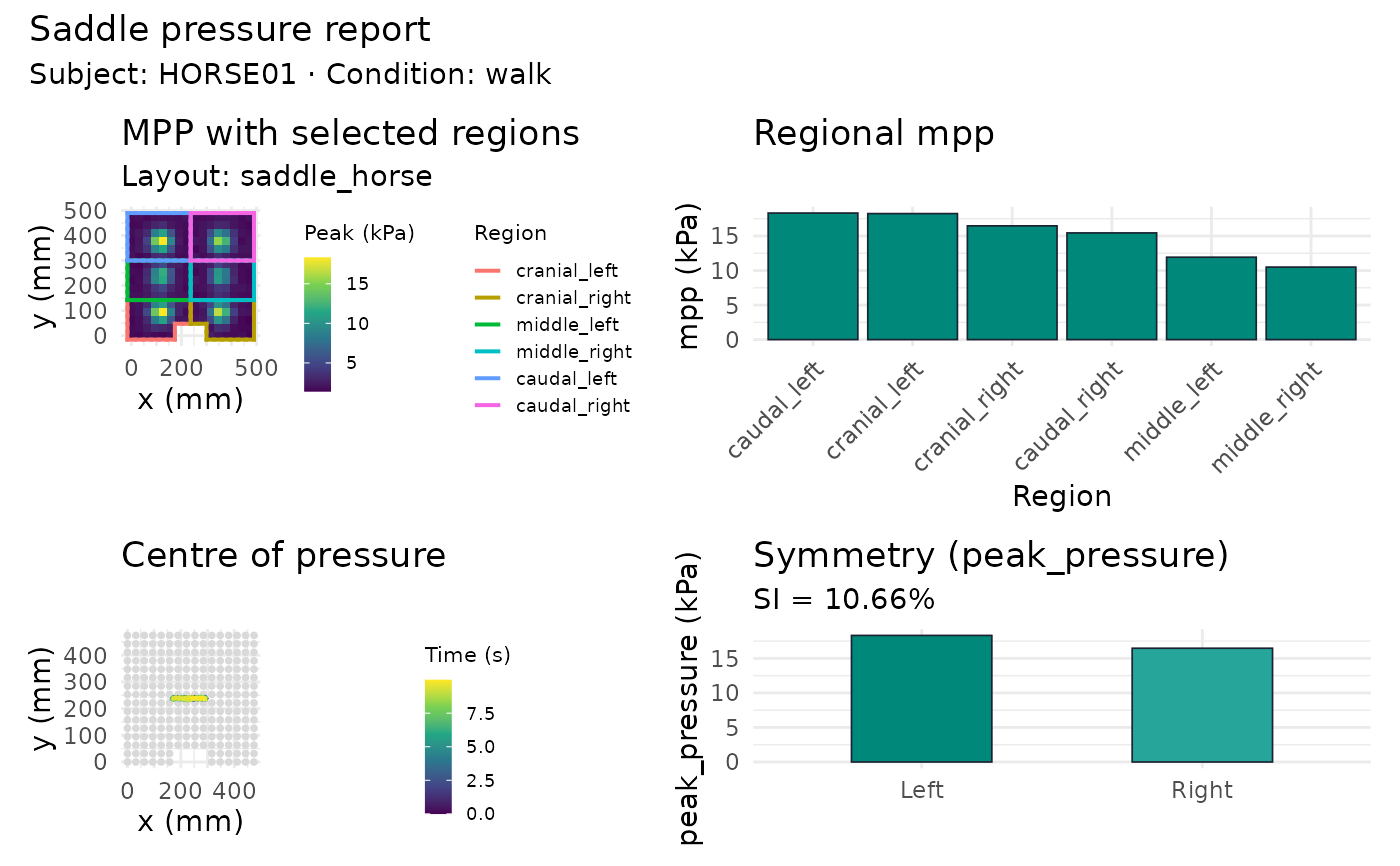 Saddle pressure report
Subject: HORSE01 · Condition: walk
MPP with selected regions
Layout: saddle_horse
y (mm)
500
400
300
200
100
0
0 200 500
x (mm)
Peak (kPa)
15
10
5
Region
cranial_left
cranial_right
middle_left
middle_right
caudal_left
caudal_right
Regional mpp
mpp (kPa)
15
10
5
0
caudal_left
cranial_left
cranial_right
caudal_right
middle_left
middle_right
Region
Centre of pressure
y (mm)
400
300
200
100
0
0 200 400
x (mm)
Time (s)
7.5
5.0
2.5
0.0
Symmetry (peak_pressure)
SI = 10.66%
peak_pressure (kPa)
15
10
5
0
Left Right